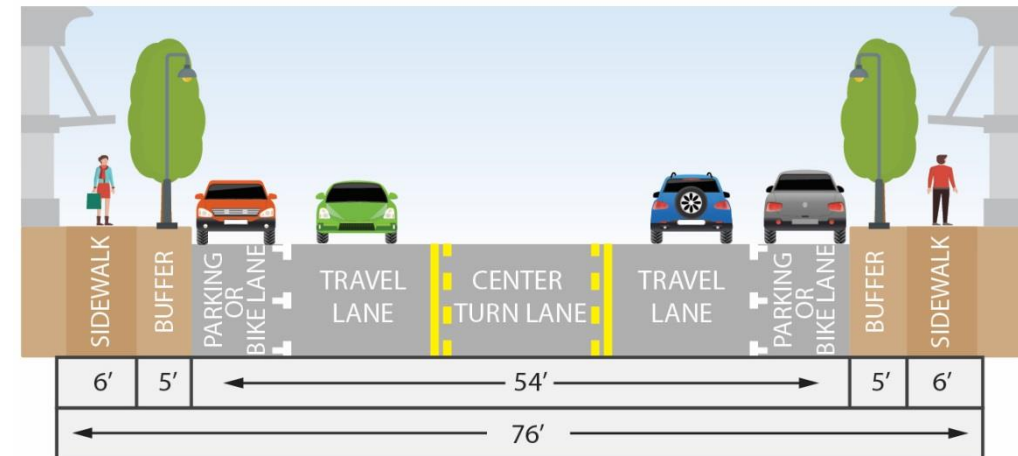 SIDEWALK
BUFFER
PARKING
OR
BIKE LANE
TRAVEL
LANE
CENTER
TURN LANE
TRAVEL
LANE
PARKING
OR
BIKE LANE
BUFFER
SIDEWALK
6’
5’
54’
5’
6’
76’